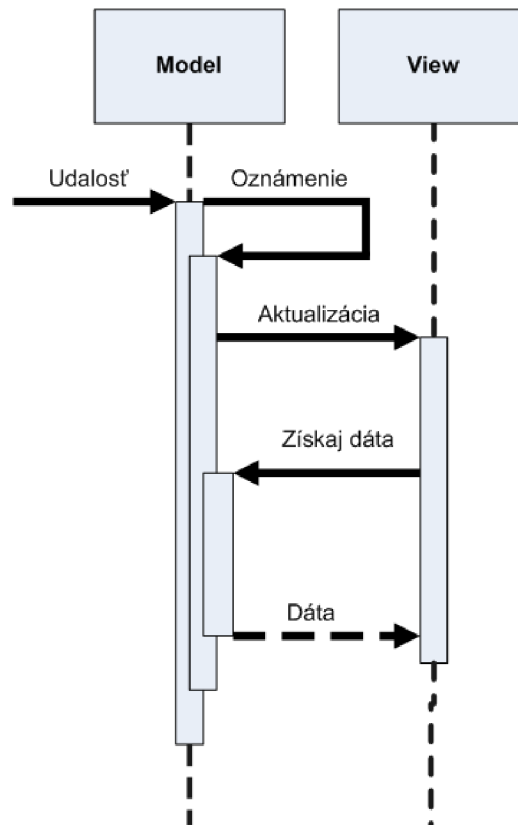 Model
View
Udalosť
Oznámenie
Aktualizácia
Získaj dáta
Dáta